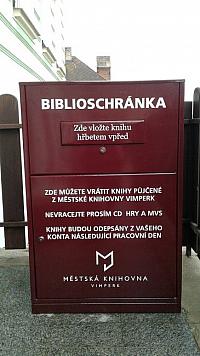 BIBLIOSCHRÁNKA
Zde vložte knihu
hřbetem vpřed
ZDE MŮŽETE VRÁTIT KNIHY PŮJČENÉ
Z MĚSTSKÉ KNIHOVNY VIMPERK
NEVRACEJTE PROSÍM CD HRY A MVS
KNIHY BUDOU ODEPSÁNY Z VAŠEHO
KONTA NÁSLEDUJÍCÍ PRACOVNÍ DEN
MĚSTSKÁ KNIHOVNA
VIMPERK